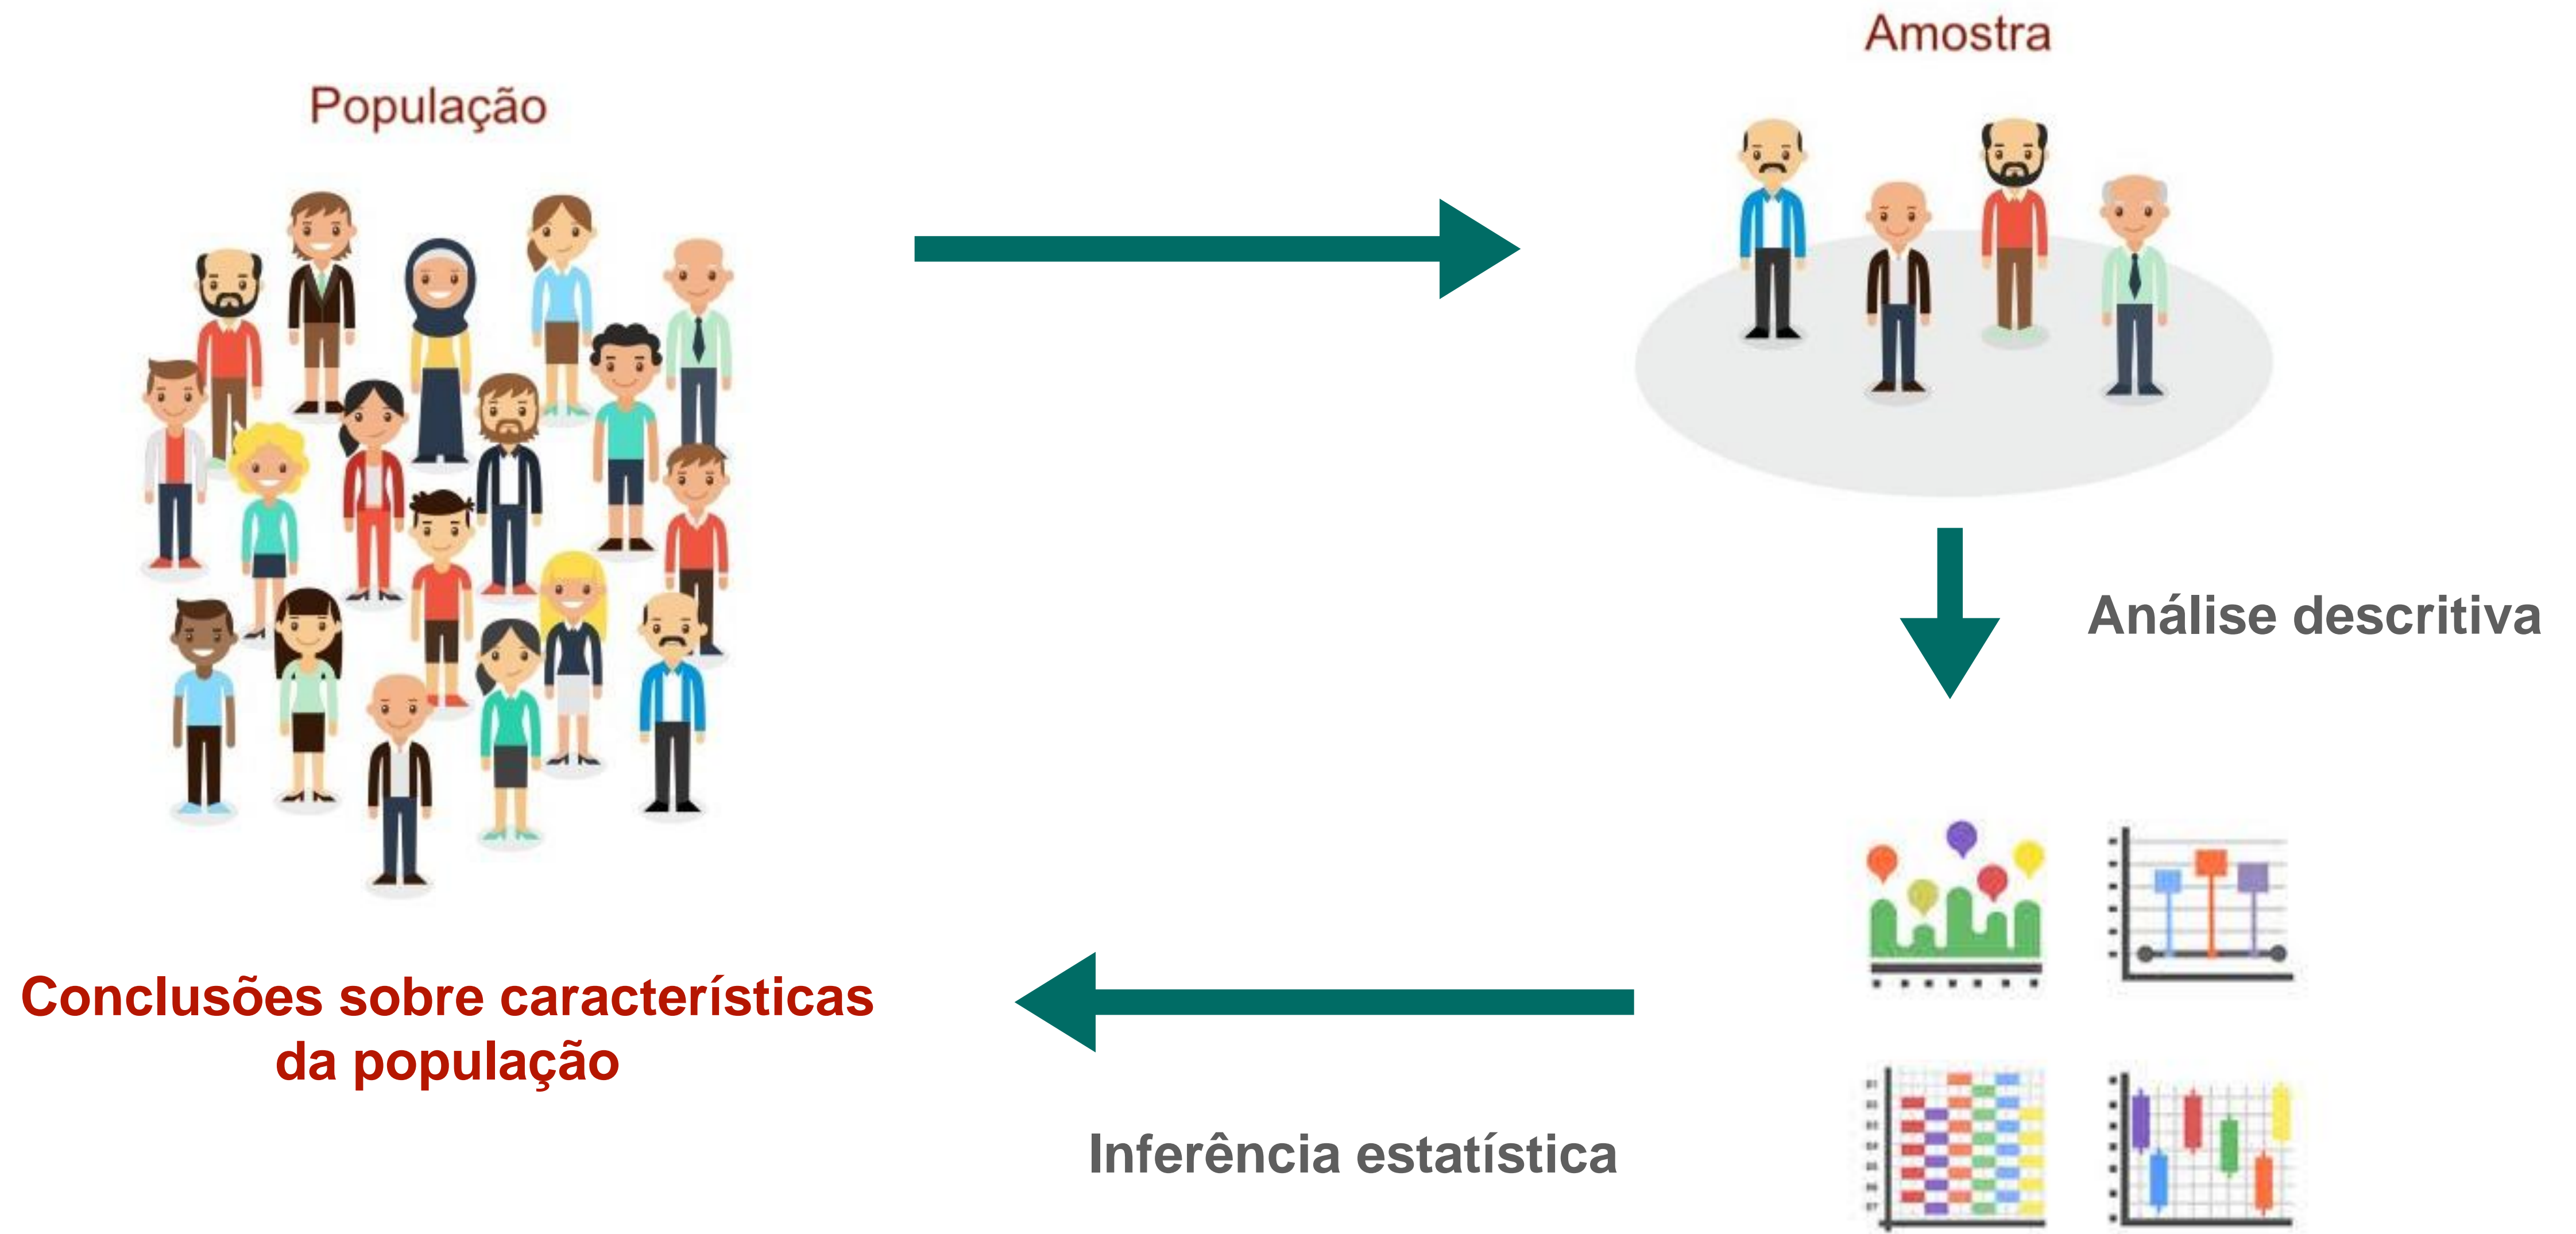 População
Amostra
Análise descritiva
Conclusões sobre características
da população
Inferência estatística